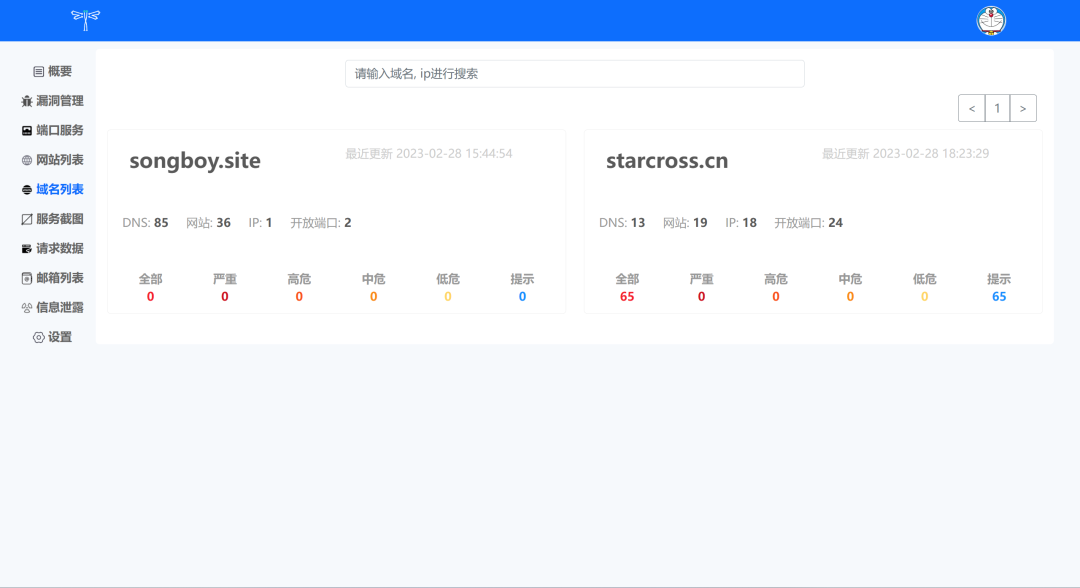 概要
漏洞管理
端口服务
网站列表
域名列表
服务截图
请求数据
邮箱列表
信息泄露
设置
请输入域名, ip进行搜索
< 1 >
songboy.site 最近更新 2023-02-28 15:44:54
DNS: 85 网站: 36 IP: 1 开放端口: 2
全部 严重 高危 中危 低危 提示
0 0 0 0 0 0
starcross.cn 最近更新 2023-02-28 18:23:29
DNS: 13 网站: 19 IP: 18 开放端口: 24
全部 严重 高危 中危 低危 提示
65 0 0 0 0 65